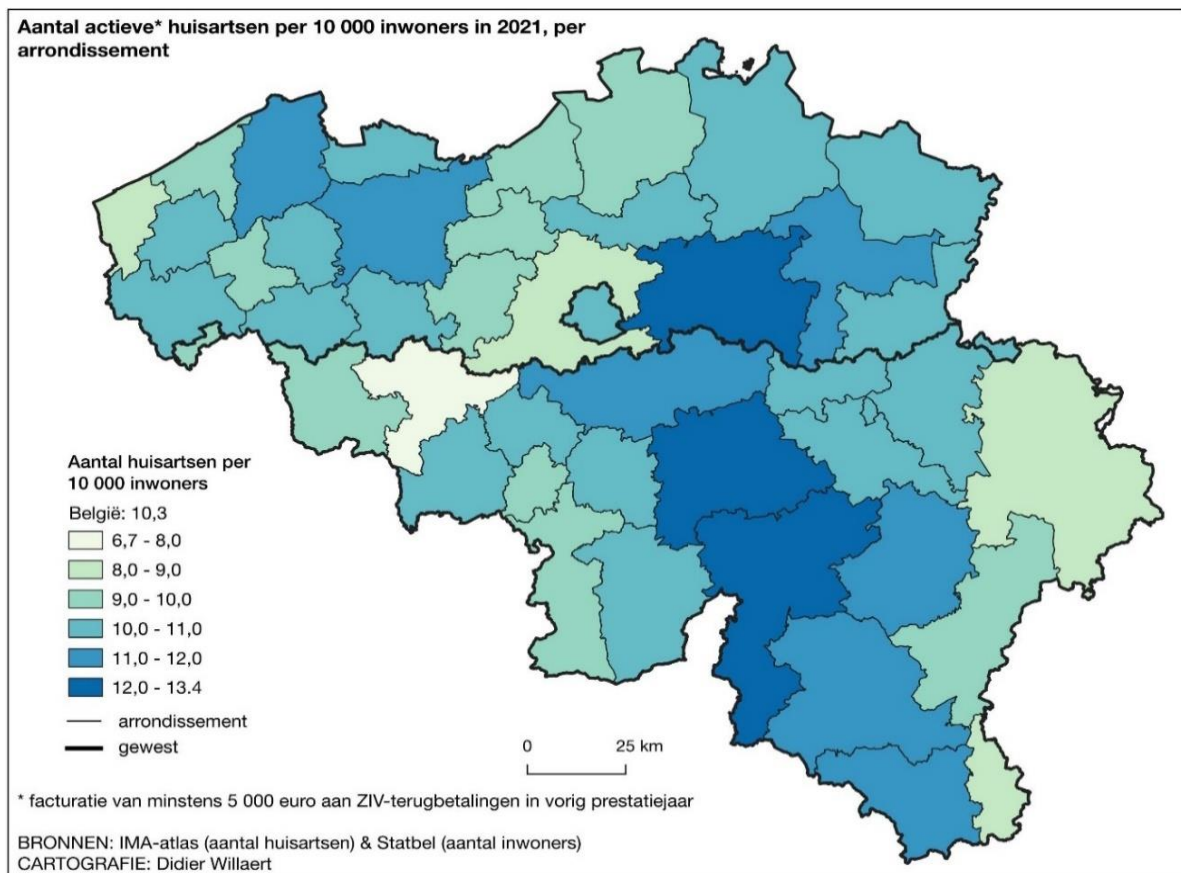 Aantal actieve* huisartsen per 10 000 inwoners in 2021, per
arrondissement
Aantal huisartsen per
10 000 inwoners
België: 10,3
6,7 - 8,0
8,0 - 9,0
9,0 - 10,0
10,0 - 11,0
11,0 - 12,0
12,0 - 13.4
arrondissement
gewest
0 25 km
* facturatie van minstens 5 000 euro aan ZIV-terugbetalingen in vorig prestatiejaar
BRONNEN: IMA-atlas (aantal huisartsen) & Statbel (aantal inwoners)
CARTOGRAFIE: Didier Willaert